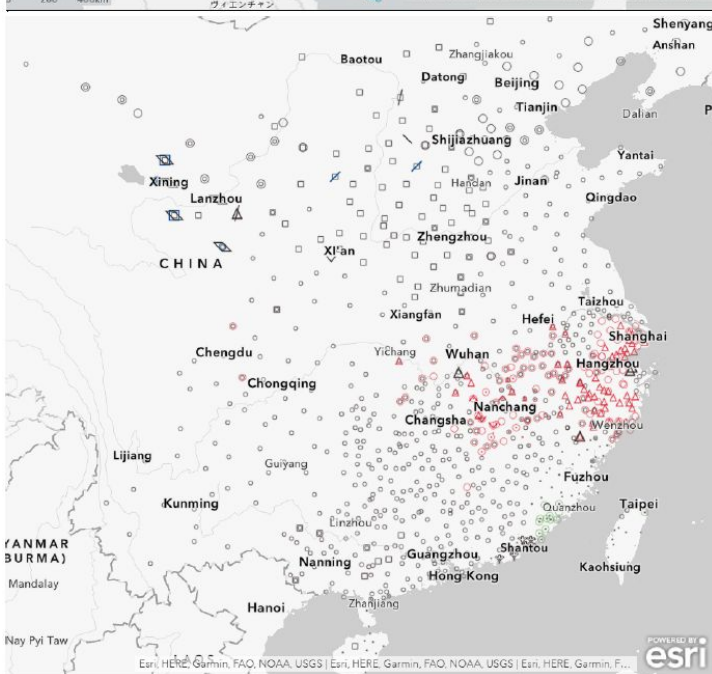 200 400km
ヴィエンチャン
Shenyang
Baotou
Zhangjiakou
Anshan
Datong
Beijing
Tianjin
Dalian
Shijiazhuang
Yantai
Xining
Handan
Jinan
Lanzhou
Qingdao
Zhengzhou
Xi'an
CHINA
Zhumadian
Taizhou
Xiangfan
Hefei
Shanghai
Chengdu
Yichang
Wuhan
Hangzhou
Chongqing
Nanchang
Changsha
Wenzhou
Lijiang
Guiyang
Fuzhou
Kunming
Quanzhou
Taipei
Linzhou
YANMAR
(BURMA)
Shantou
Nanning
Guangzhou
Kaohsiung
Mandalay
Hong Kong
Hanoi
Zhanjiang
Nay Pyi Taw
POWERED BY
esri
Esri, HERE, Garmin, FAO, NOAA, USGS | Esri, HERE, Garmin, FAO, NOAA, USGS | Esri, HERE, Garmin, F...